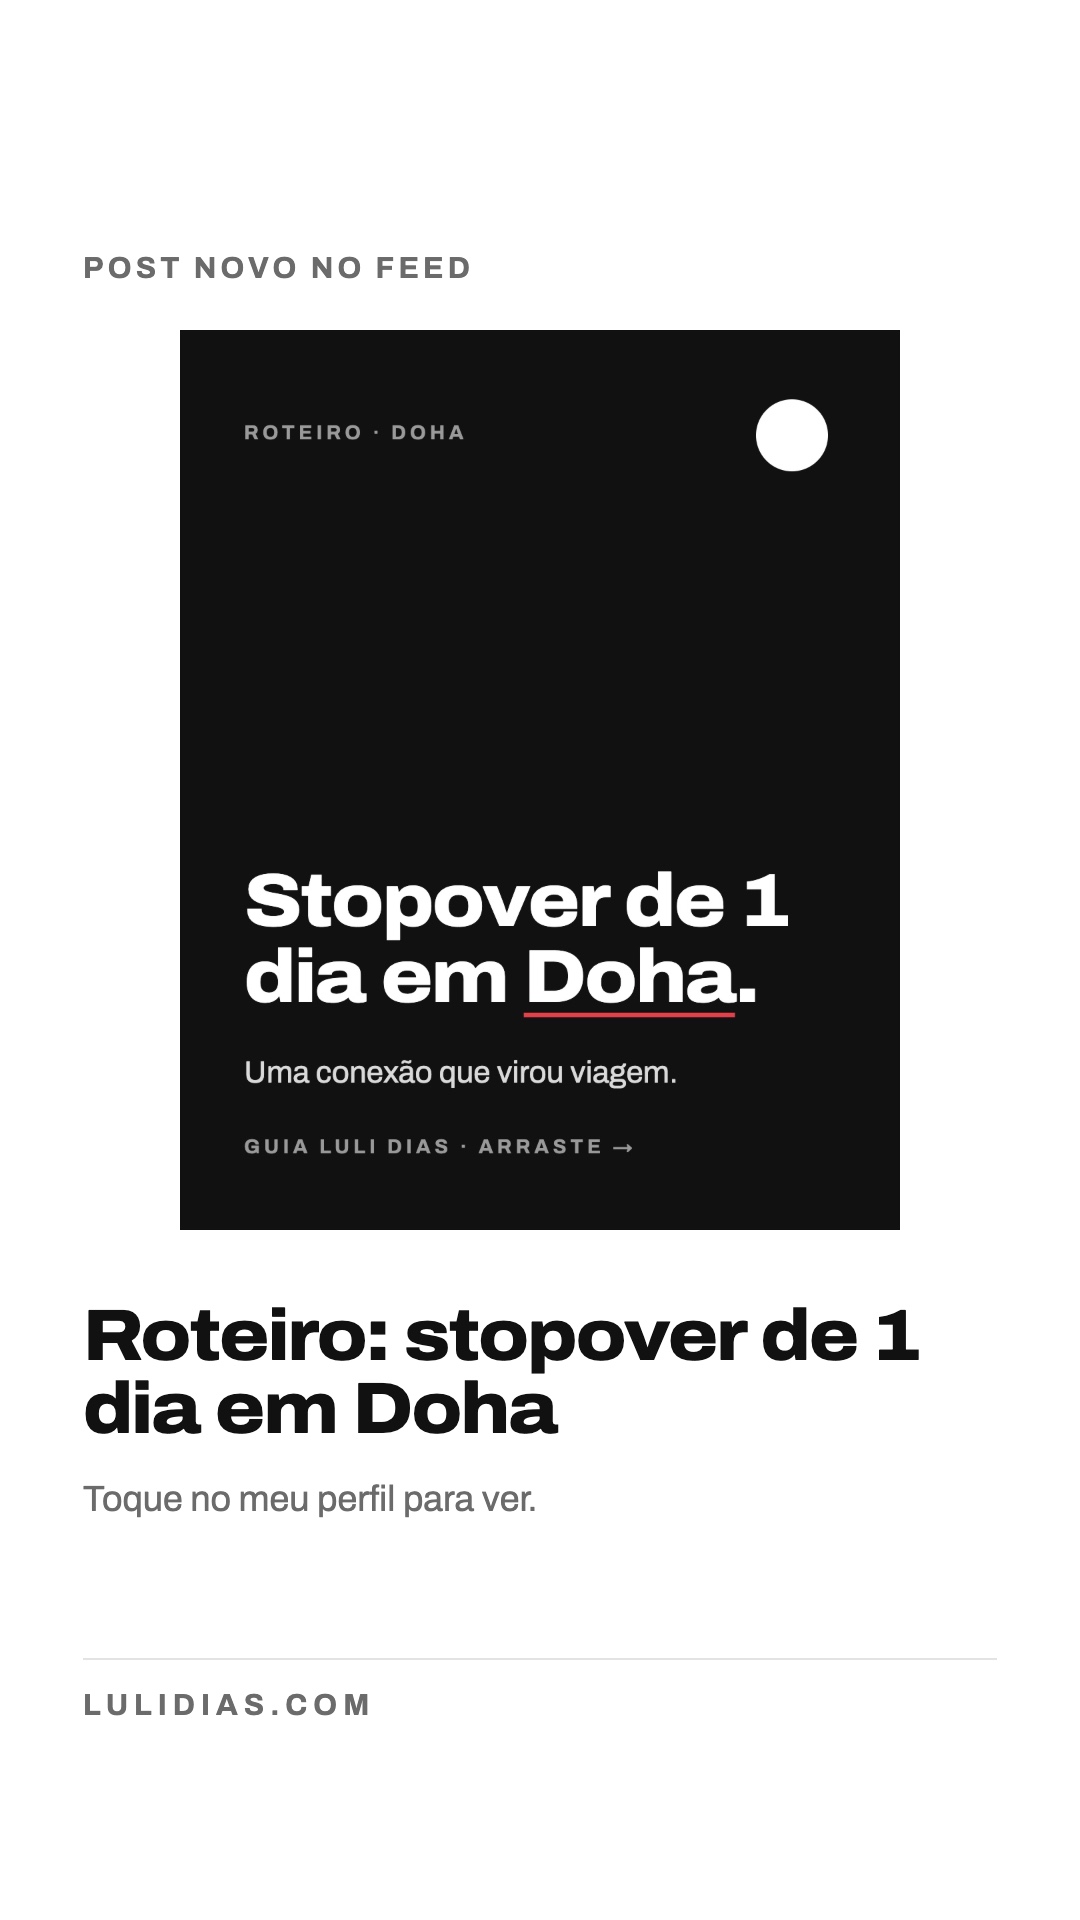 POST NOVO NO FEED
ROTEIRO · DOHA
Stopover de 1
dia em Doha.
Uma conexão que virou viagem.
GUIA LULI DIAS · ARRASTE →
Roteiro: stopover de 1
dia em Doha
Toque no meu perfil para ver.
LULIDIAS.COM